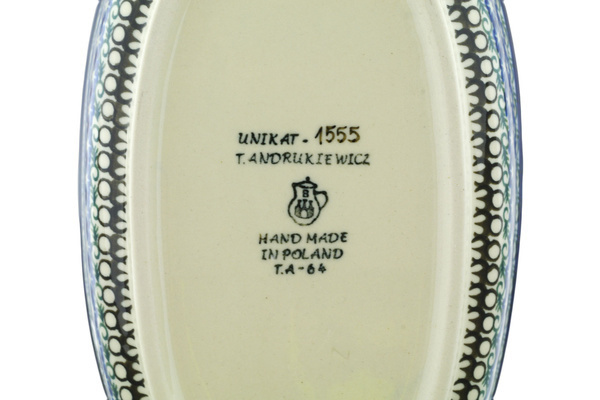 UNIKAT - 1555
T. ANDRUKIEWICZ
B
HAND MADE
IN POLAND
T.A - 64